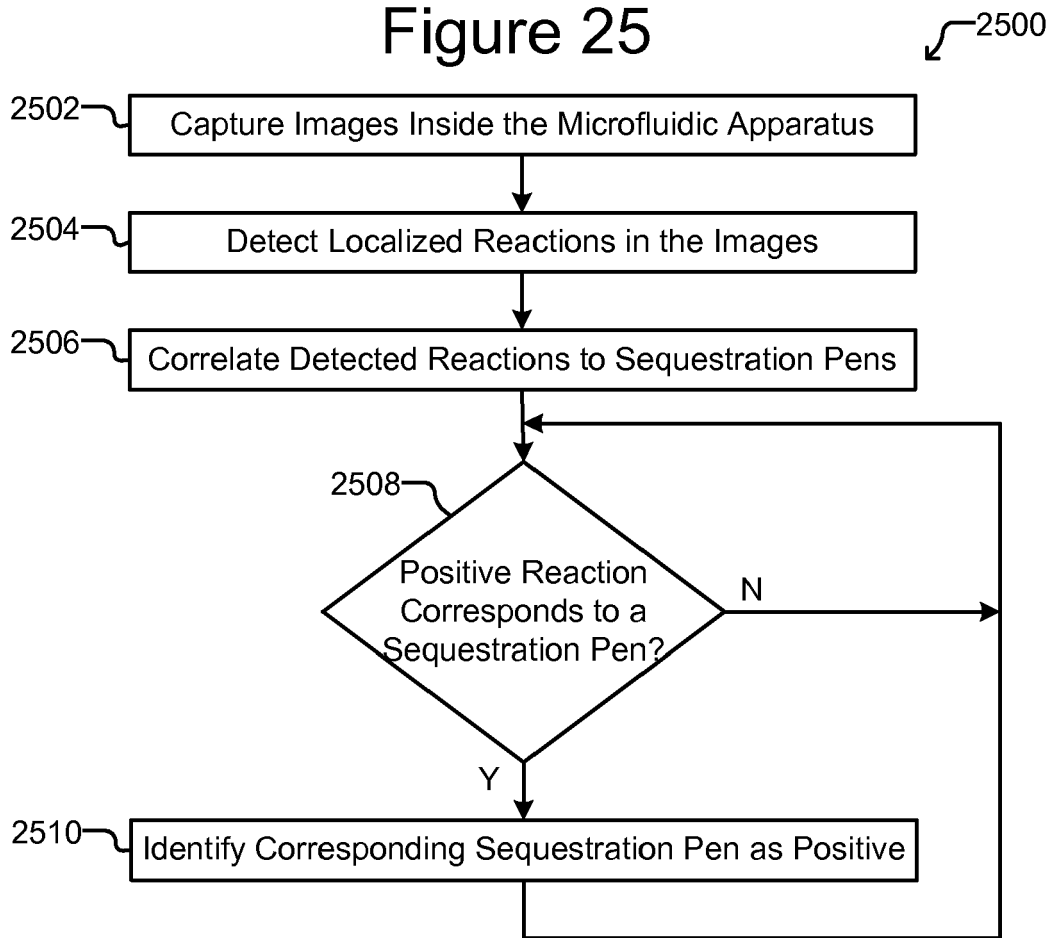 Figure 25
2500
2502
Capture Images Inside the Microfluidic Apparatus
2504
Detect Localized Reactions in the Images
2506
Correlate Detected Reactions to Sequestration Pens
2508
Positive Reaction
Corresponds to a
Sequestration Pen?
N
Y
2510
Identify Corresponding Sequestration Pen as Positive